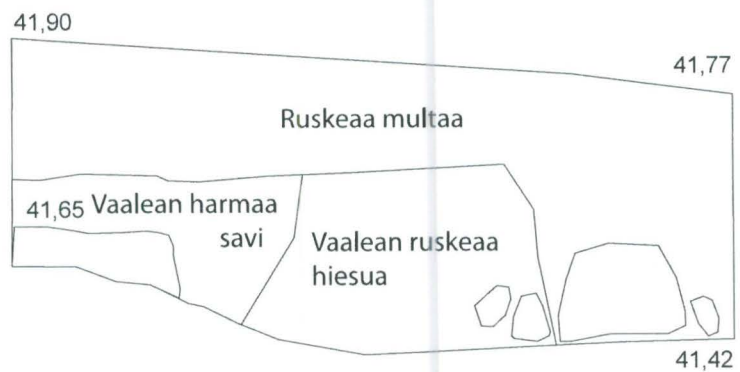 41,90
41,77
Ruskeaa multaa
41,65
Vaalean harmaa
savi
Vaalean ruskeaa
hiesua
41,42